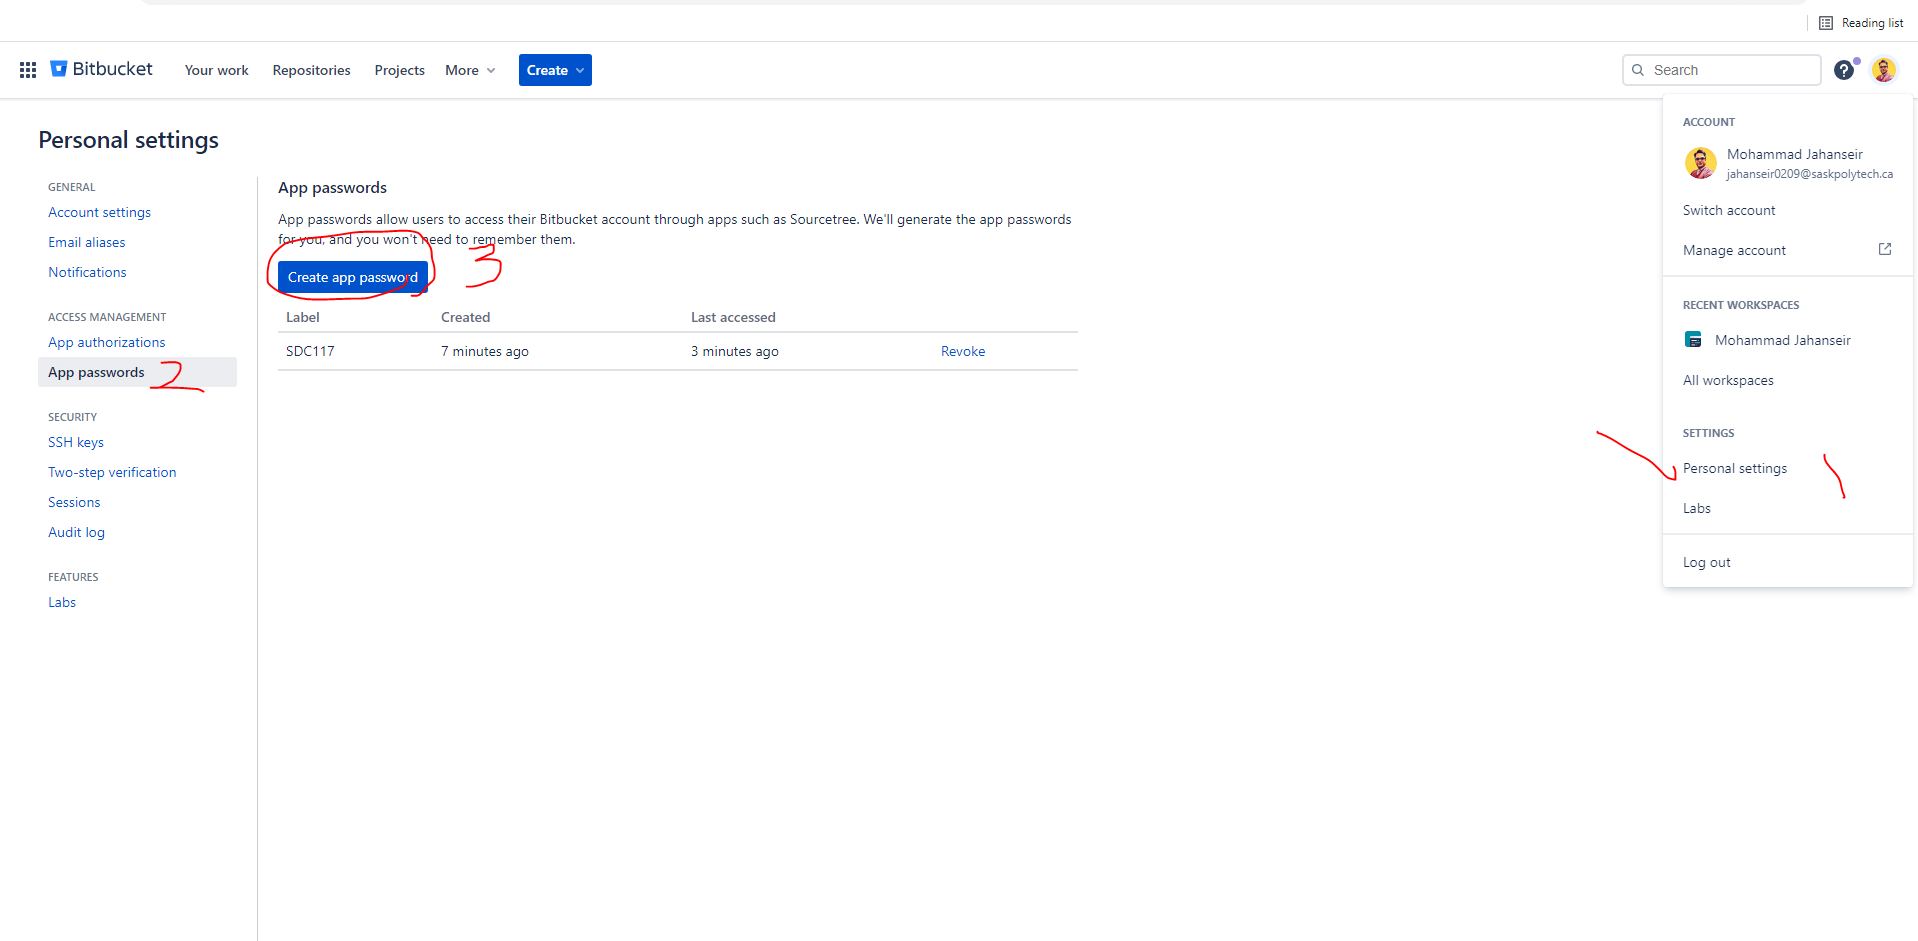 Reading list
Bitbucket
Your work
Repositories
Projects
More
Create
Search
Personal settings
GENERAL
Account settings
Email aliases
Notifications
ACCESS MANAGEMENT
App authorizations
App passwords 2
SECURITY
SSH keys
Two-step verification
Sessions
Audit log
FEATURES
Labs
App passwords
App passwords allow users to access their Bitbucket account through apps such as Sourcetree. We'll generate the app passwords
for you, and you won't need to remember them.
Create app password 3
Label Created Last accessed
SDC117 7 minutes ago 3 minutes ago Revoke
ACCOUNT
Mohammad Jahanseir
jahanseir0209@saskpolytech.ca
Switch account
Manage account
RECENT WORKSPACES
Mohammad Jahanseir
All workspaces
SETTINGS
Personal settings 1
Labs
Log out